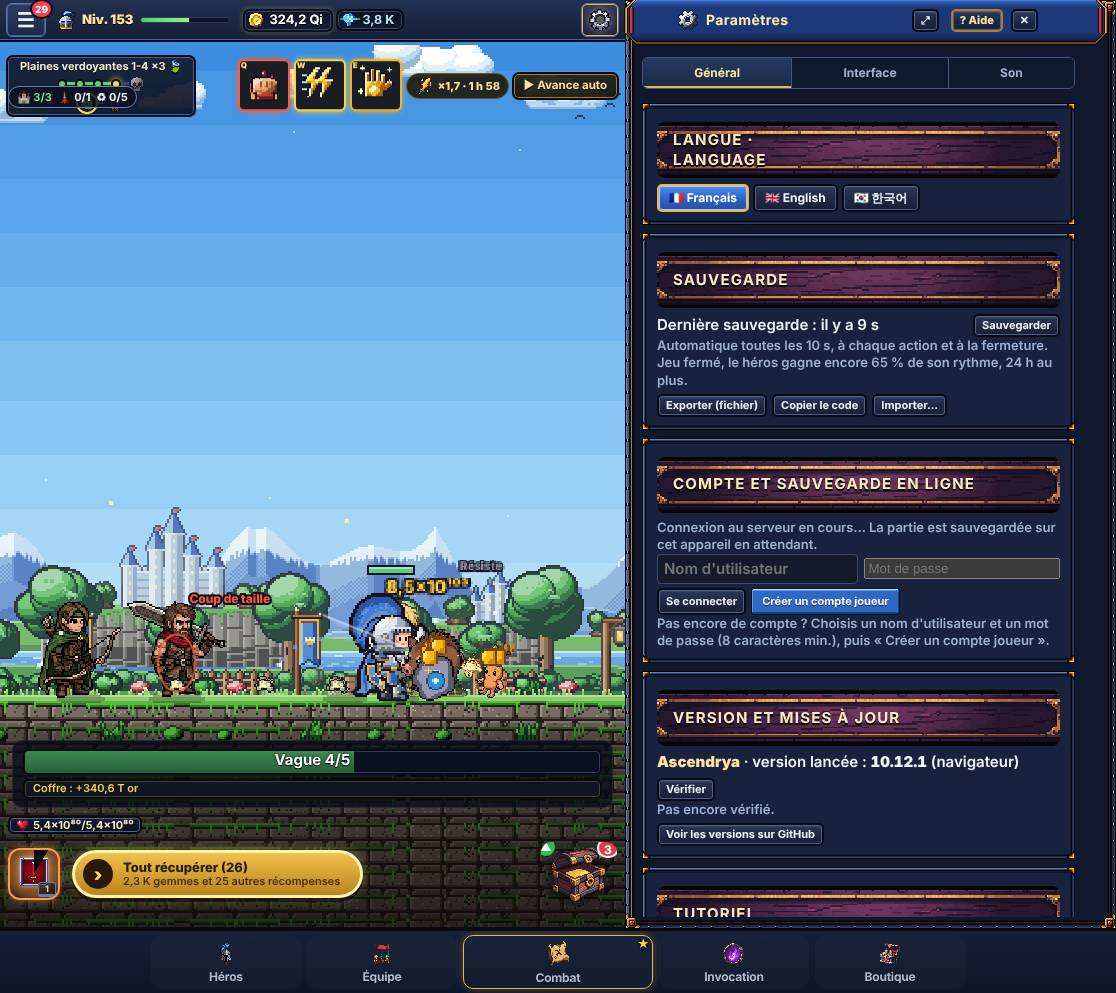 29
Niv. 153
324,2 Qi
3,8 K
Paramètres
? Aide
Plaines verdoyantes 1-4 ×3
3/3 0/1 0/5
Q
W
E
×1,7 · 1 h 58
▶ Avance auto
Général
Interface
Son
LANGUE ·
LANGUAGE
Français
English
한국어
SAUVEGARDE
Dernière sauvegarde : il y a 9 s
Sauvegarder
Automatique toutes les 10 s, à chaque action et à la fermeture.
Jeu fermé, le héros gagne encore 65 % de son rythme, 24 h au
plus.
Exporter (fichier)
Copier le code
Importer...
COMPTE ET SAUVEGARDE EN LIGNE
Connexion au serveur en cours... La partie est sauvegardée sur
cet appareil en attendant.
Nom d'utilisateur
Mot de passe
Se connecter
Créer un compte joueur
Pas encore de compte ? Choisis un nom d'utilisateur et un mot
de passe (8 caractères min.), puis « Créer un compte joueur ».
Résiste
Coup de taille
VERSION ET MISES À JOUR
Ascendrya · version lancée : 10.12.1 (navigateur)
Vérifier
Pas encore vérifié.
Voir les versions sur GitHub
TUTORIEL
Vague 4/5
Coffre : +340,6 T or
5,4×10⁸⁰/5,4×10⁸⁰
1
Tout récupérer (26)
2,3 K gemmes et 25 autres récompenses
3
Héros
Équipe
Combat
Invocation
Boutique